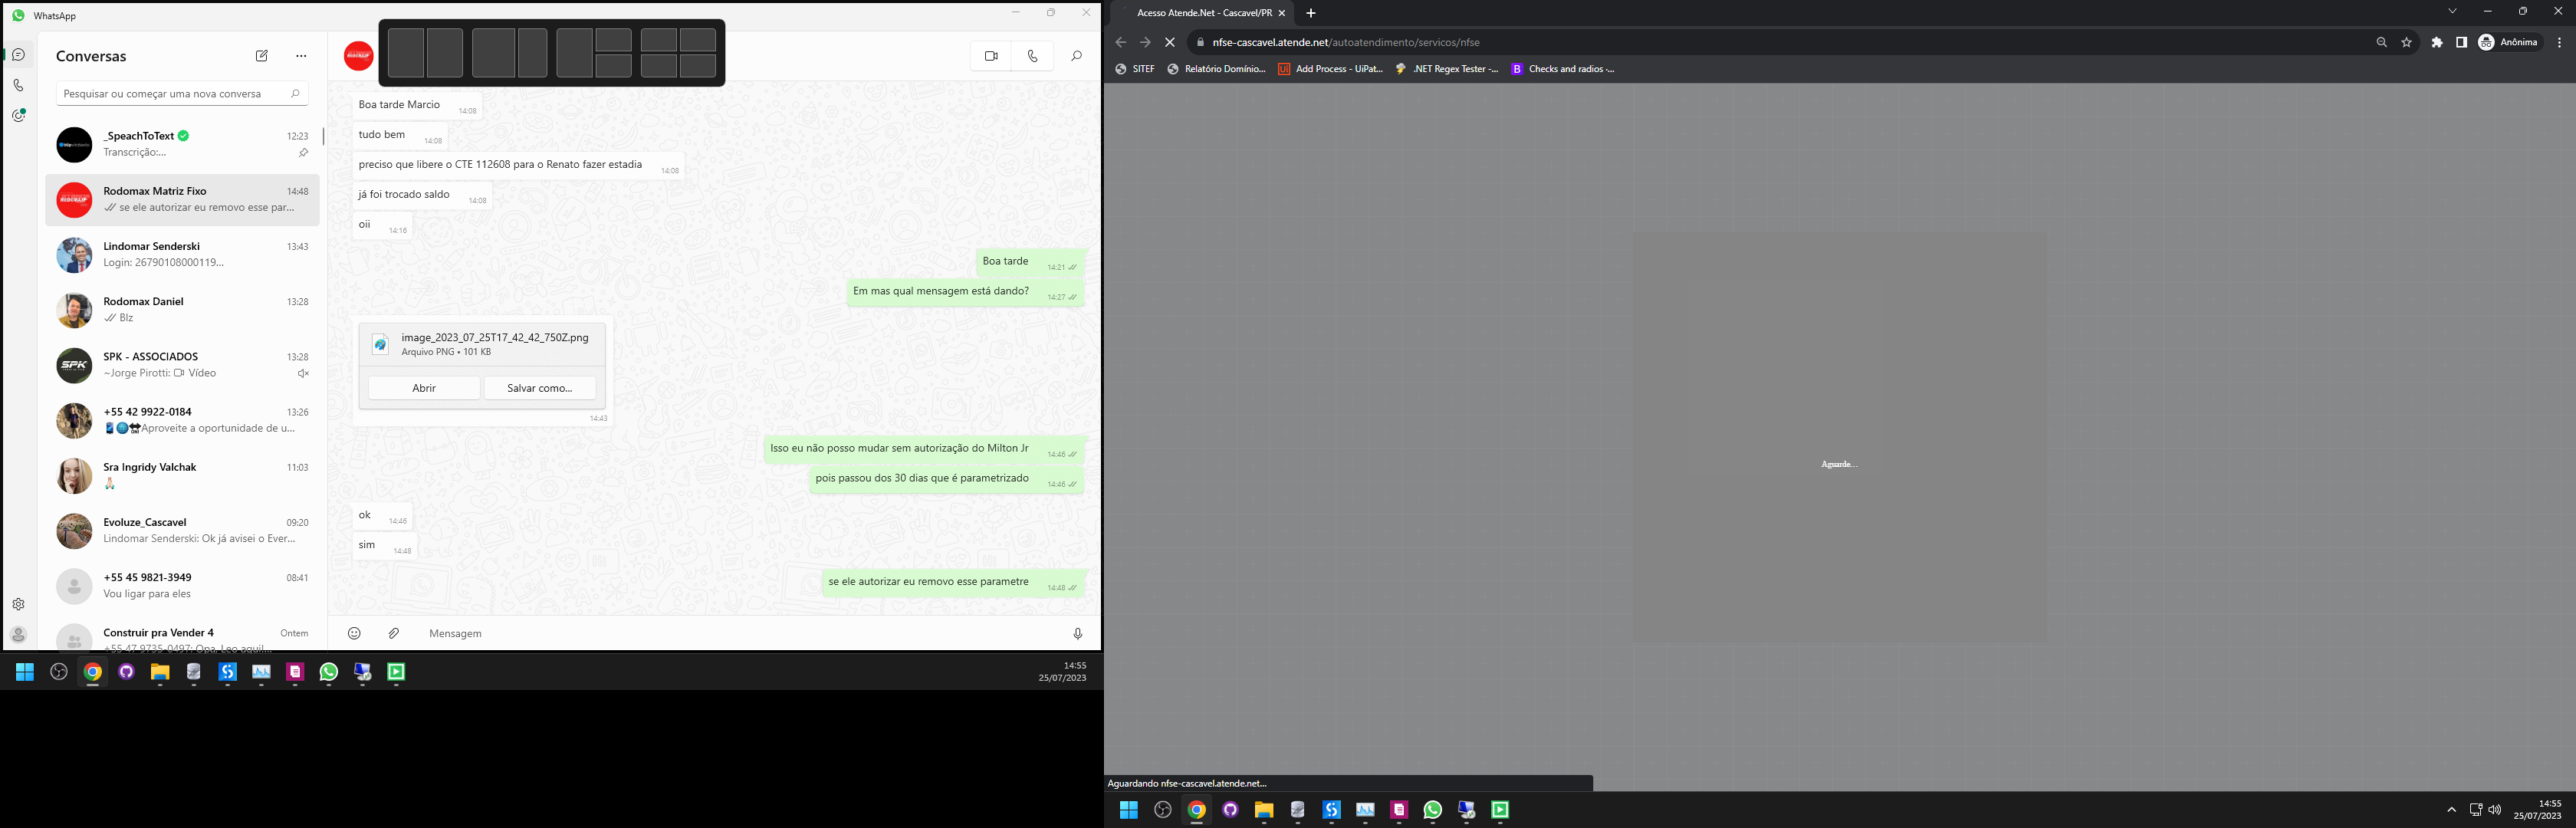 WhatsApp
Conversas
Pesquisar ou começar uma nova conversa
_SpeachToText 12:23
Transcrição:...
Rodomax Matriz Fixo 14:48
se ele autorizar eu removo esse par...
Lindomar Senderski 13:43
Login: 26790108000119...
Rodomax Daniel 13:28
Blz
SPK - ASSOCIADOS 13:28
~Jorge Pirotti: Vídeo
+55 42 9922-0184 13:26
Aproveite a oportunidade de u...
Sra Ingridy Valchak 11:03
Evoluze_Cascavel 09:20
Lindomar Senderski: Ok já avisei o Ever...
+55 45 9821-3949 08:41
Vou ligar para eles
Construir pra Vender 4 Ontem
+55 47 9735-0497: Opa, Leo aqui!...
Boa tarde Marcio 14:08
tudo bem 14:08
preciso que libere o CTE 112608 para o Renato fazer estadia 14:08
já foi trocado saldo 14:08
oii 14:16
Boa tarde 14:21
Em mas qual mensagem está dando? 14:27
image_2023_07_25T17_42_42_750Z.png
Arquivo PNG • 101 KB
Abrir Salvar como...
14:43
Isso eu não posso mudar sem autorização do Milton Jr 14:46
pois passou dos 30 dias que é parametrizado 14:46
ok 14:46
sim 14:48
se ele autorizar eu removo esse parametre 14:48
Mensagem
14:55
25/07/2023
Acesso Atende.Net - Cascavel/PR
nfse-cascavel.atende.net/autoatendimento/servicos/nfse
Anônima
SITEF Relatório Domínio... Ui Add Process - UiPat... .NET Regex Tester -... B Checks and radios ·...
Aguarde...
Aguardando nfse-cascavel.atende.net...
14:55
25/07/2023